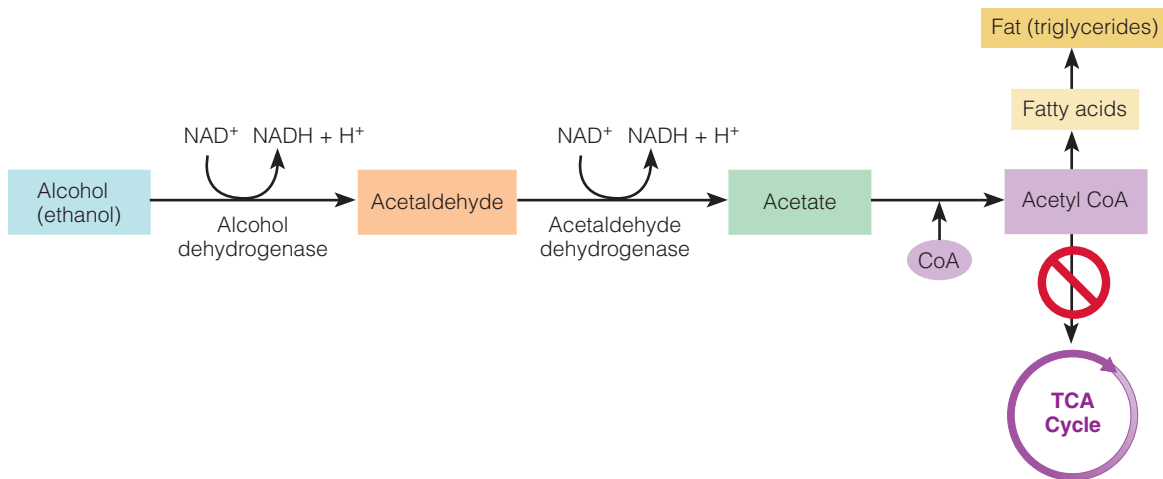 Fat (triglycerides)
Fatty acids
NAD⁺ NADH + H⁺
NAD⁺ NADH + H⁺
Alcohol
(ethanol)
Acetaldehyde
Acetate
Acetyl CoA
Alcohol
dehydrogenase
Acetaldehyde
dehydrogenase
CoA
TCA
Cycle